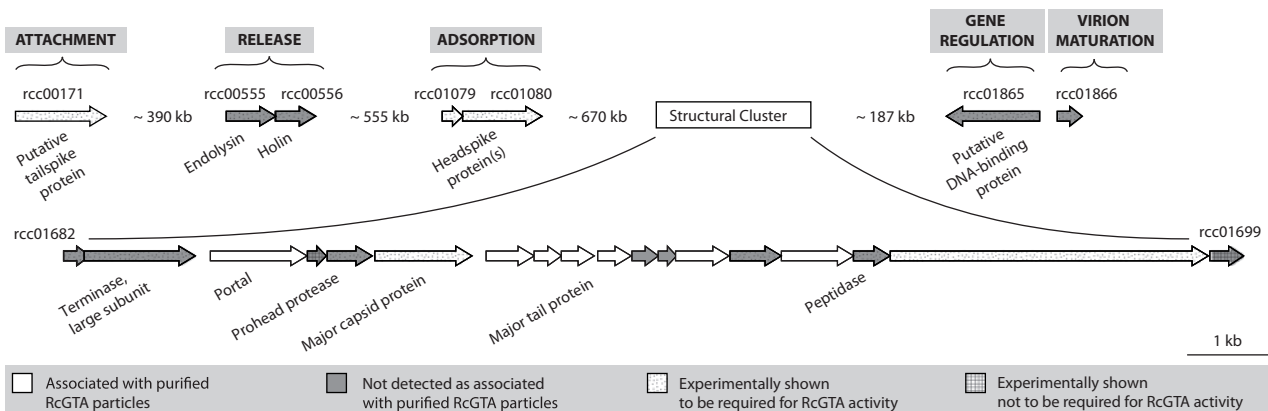 ATTACHMENT
RELEASE
ADSORPTION
GENE
REGULATION
VIRION
MATURATION
rcc00171
rcc00555
rcc00556
rcc01079
rcc01080
rcc01865
rcc01866
~ 390 kb
~ 555 kb
~ 670 kb
Structural Cluster
~ 187 kb
Putative
tailspike
protein
Endolysin
Holin
Headspike
protein(s)
Putative
DNA-binding
protein
rcc01682
rcc01699
Terminase,
large subunit
Portal
Prohead protease
Major capsid protein
Major tail protein
Peptidase
1 kb
Associated with purified
RcGTA particles
Not detected as associated
with purified RcGTA particles
Experimentally shown
to be required for RcGTA activity
Experimentally shown
not to be required for RcGTA activity